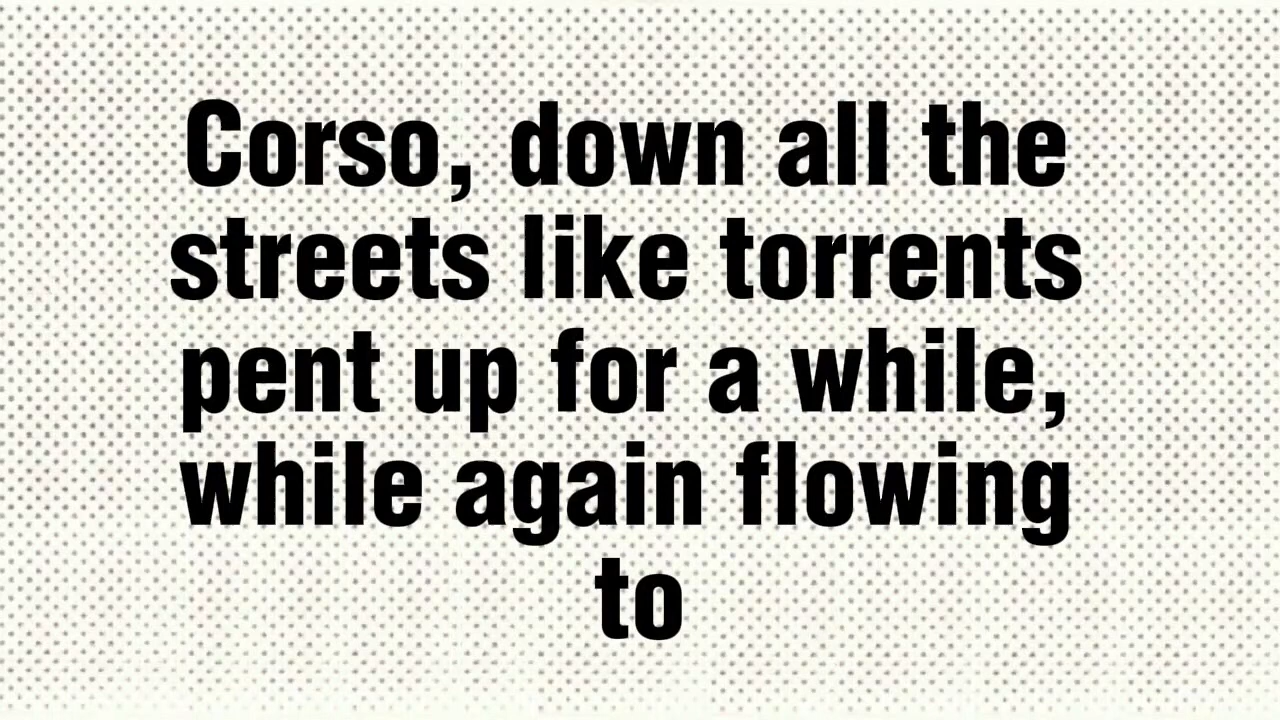 Corso, down all the
streets like torrents
pent up for a while,
while again flowing
to